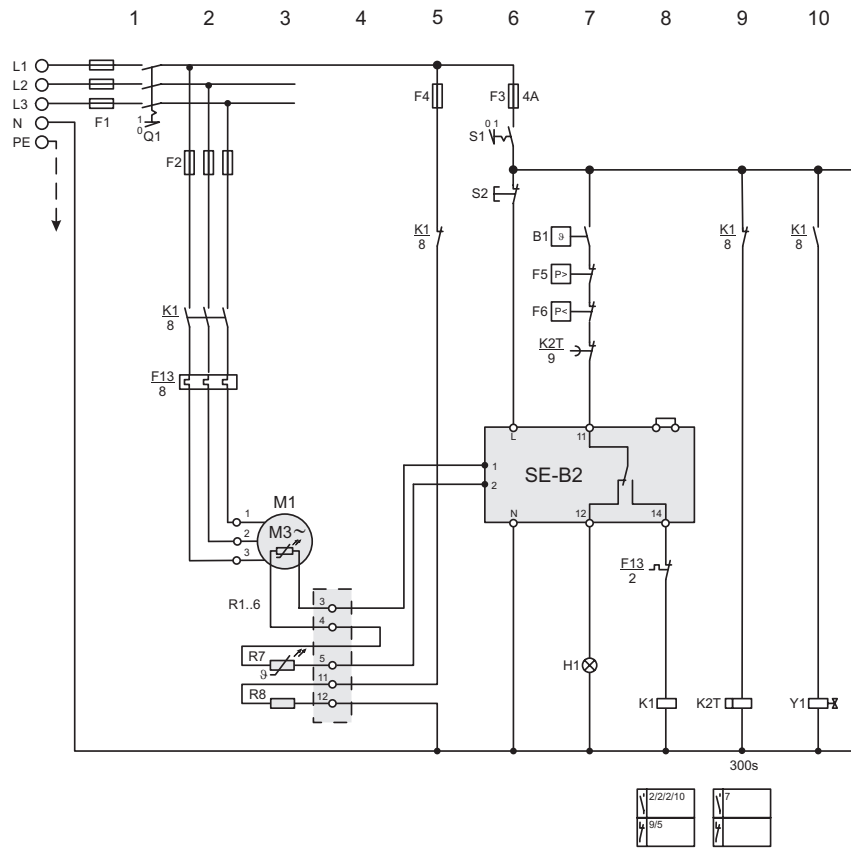 1 2 3 4 5 6 7 8 9 10
L1
L2
L3
N
PE
F1
1
0 Q1
F2
F4
F3 4A
0 1
S1
S2
K1
8
B1 ϑ
K1
8
K1
8
F5 P>
F6 P<
K2T
9
K1
8
F13
8
L 11
1
2
SE-B2
N 12 14
M1
1
2
3
M3~
F13
2
R1..6
3
4
R7
ϑ
5
11
R8
12
H1
K1
K2T
Y1
300s
2/2/2/10
9/5
7